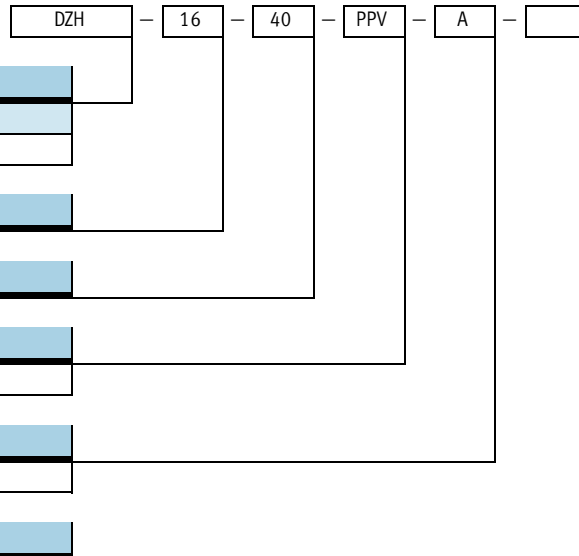 DZH – 16 – 40 – PPV – A –